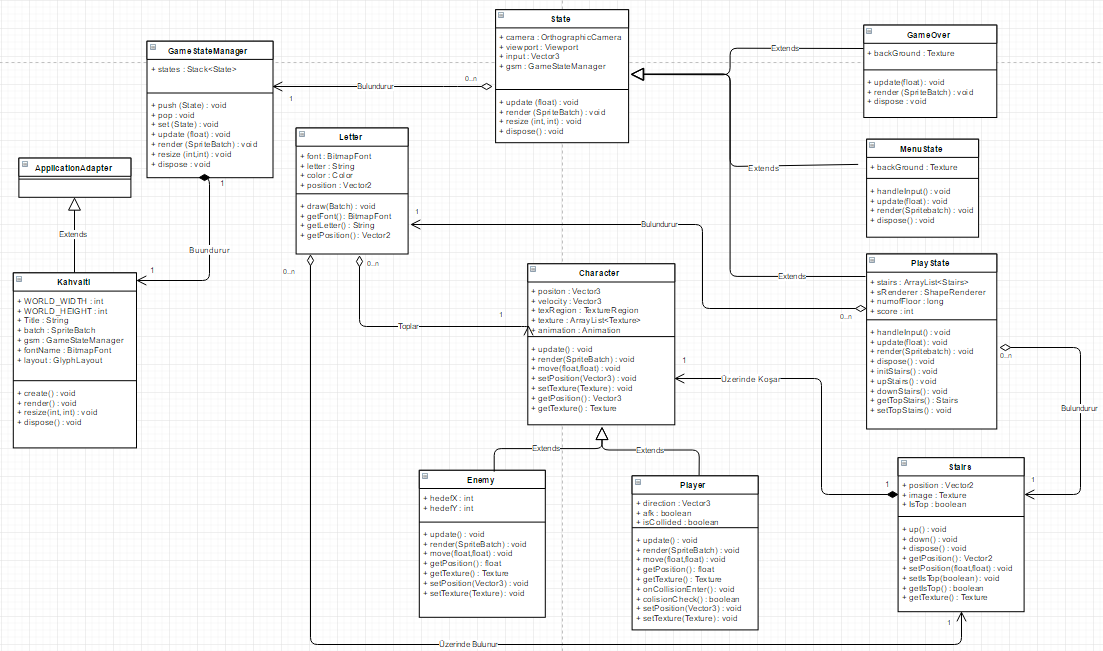 State
+ camera : OrthographicCamera
+ viewport : Viewport
+ input : Vector3
+ gsm : GameStateManager
+ update (float) : void
+ render (SpriteBatch) : void
+ resize (int, int) : void
+ dispose() : void
GameOver
+ backGround : Texture
+ update(float) : void
+ render (SpriteBatch) : void
+ dispose : void
Extends
GameStateManager
+ states : Stack<State>
+ push (State) : void
+ pop : void
+ set (State) : void
+ update (float) : void
+ render (SpriteBatch) : void
+ resize (int,int) : void
+ dispose : void
0..n
Bulundurur
1
Letter
+ font : BitmapFont
+ letter : String
+ color : Color
+ position : Vector2
+ draw(Batch) : void
+ getFont() : BitmapFont
+ getLetter() : String
+ getPosition() : Vector2
MenuState
+ backGround : Texture
+ handleInput() : void
+ update(float) : void
+ render(Spritebatch) : void
+ dispose() : void
Extends
ApplicationAdapter
Extends
1
Buundurur
1
Kahvalti
+ WORLD_WIDTH : int
+ WORLD_HEIGHT : int
+ Title : String
+ batch : SpriteBatch
+ gsm : GameStateManager
+ fontName : BitmapFont
+ layout : GlyphLayout
+ create() : void
+ render() : void
+ resize(int, int) : void
+ dispose() : void
1
Bulundurur
0..n
Extends
PlayState
+ stairs : ArrayList<Stairs>
+ sRenderer : ShapeRenderer
+ numofFloor : long
+ score : int
+ handleInput() : void
+ update(float) : void
+ render(Spritebatch) : void
+ dispose() : void
+ initStairs() : void
+ upStairs() : void
+ downStairs() : void
+ getTopStairs() : Stairs
+ setTopStairs() : void
0..n
0..n
Toplar
1
Character
+ positon : Vector3
+ velocity : Vector3
+ texRegion : TextureRegion
+ texture : ArrayList<Texture>
+ animation : Animation
+ update() : void
+ render(SpriteBatch) : void
+ move(float,float) : void
+ setPosition(Vector3) : void
+ setTexture(Texture) : void
+ getPosition() : Vector3
+ getTexture() : Texture
1
Üzerinde Koşar
1
0..n
Bulundurur
1
Extends
Extends
Enemy
+ hedefX : int
+ hedefY : int
+ update() : void
+ render(SpriteBatch) : void
+ move(float,float) : void
+ getPosition() : float
+ getTexture() : Texture
+ setPosition(Vector3) : void
+ setTexture(Texture) : void
Player
+ direction : Vector3
+ afk : boolean
+ isCollided : boolean
+ update() : void
+ render(SpriteBatch) : void
+ move(float,float) : void
+ getPosition() : float
+ getTexture() : Texture
+ onCollisionEnter() : void
+ colisionCheck() : boolean
+ setPosition(Vector3) : void
+ setTexture(Texture) : void
Stairs
+ position : Vector2
+ image : Texture
+ IsTop : boolean
+ up() : void
+ down() : void
+ dispose() : void
+ getPosition() : Vector2
+ setPosition(float,float) : void
+ setIsTop(boolean) : void
+ getIsTop() : boolean
+ getTexture() : Texture
1
Üzerinde Bulunur